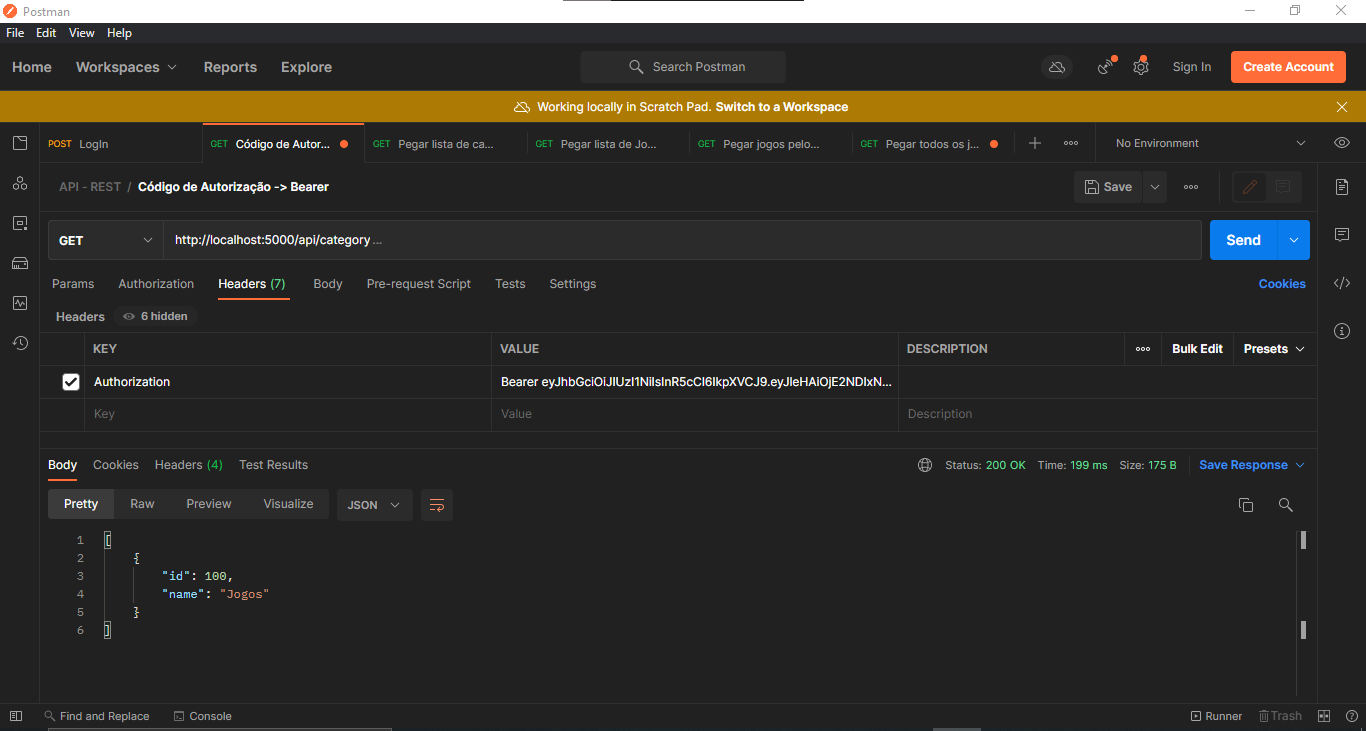 Postman
File Edit View Help
Home Workspaces Reports Explore Search Postman Sign In Create Account
Working locally in Scratch Pad. Switch to a Workspace
POST LogIn GET Código de Autor... GET Pegar lista de ca... GET Pegar lista de Jo... GET Pegar jogos pelo... GET Pegar todos os j... No Environment
API - REST / Código de Autorização -> Bearer Save
GET http://localhost:5000/api/category ... Send
Params Authorization Headers (7) Body Pre-request Script Tests Settings Cookies
Headers 6 hidden
KEY VALUE DESCRIPTION Bulk Edit Presets
Authorization Bearer eyJhbGciOiJIUzI1NiIsInR5cCI6IkpXVCJ9.eyJleHAiOjE2NDIxN...
Key Value Description
Body Cookies Headers (4) Test Results Status: 200 OK Time: 199 ms Size: 175 B Save Response
Pretty Raw Preview Visualize JSON
1 [
2 {
3 "id": 100,
4 "name": "Jogos"
5 }
6 ]
Find and Replace Console Runner Trash